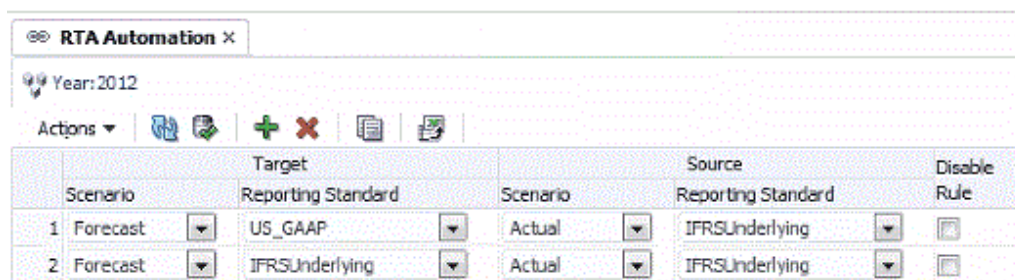 RTA Automation ×
Year:2012
Actions
Target Source Disable Rule
Scenario Reporting Standard Scenario Reporting Standard
1 Forecast US_GAAP Actual IFRSUnderlying
2 Forecast IFRSUnderlying Actual IFRSUnderlying